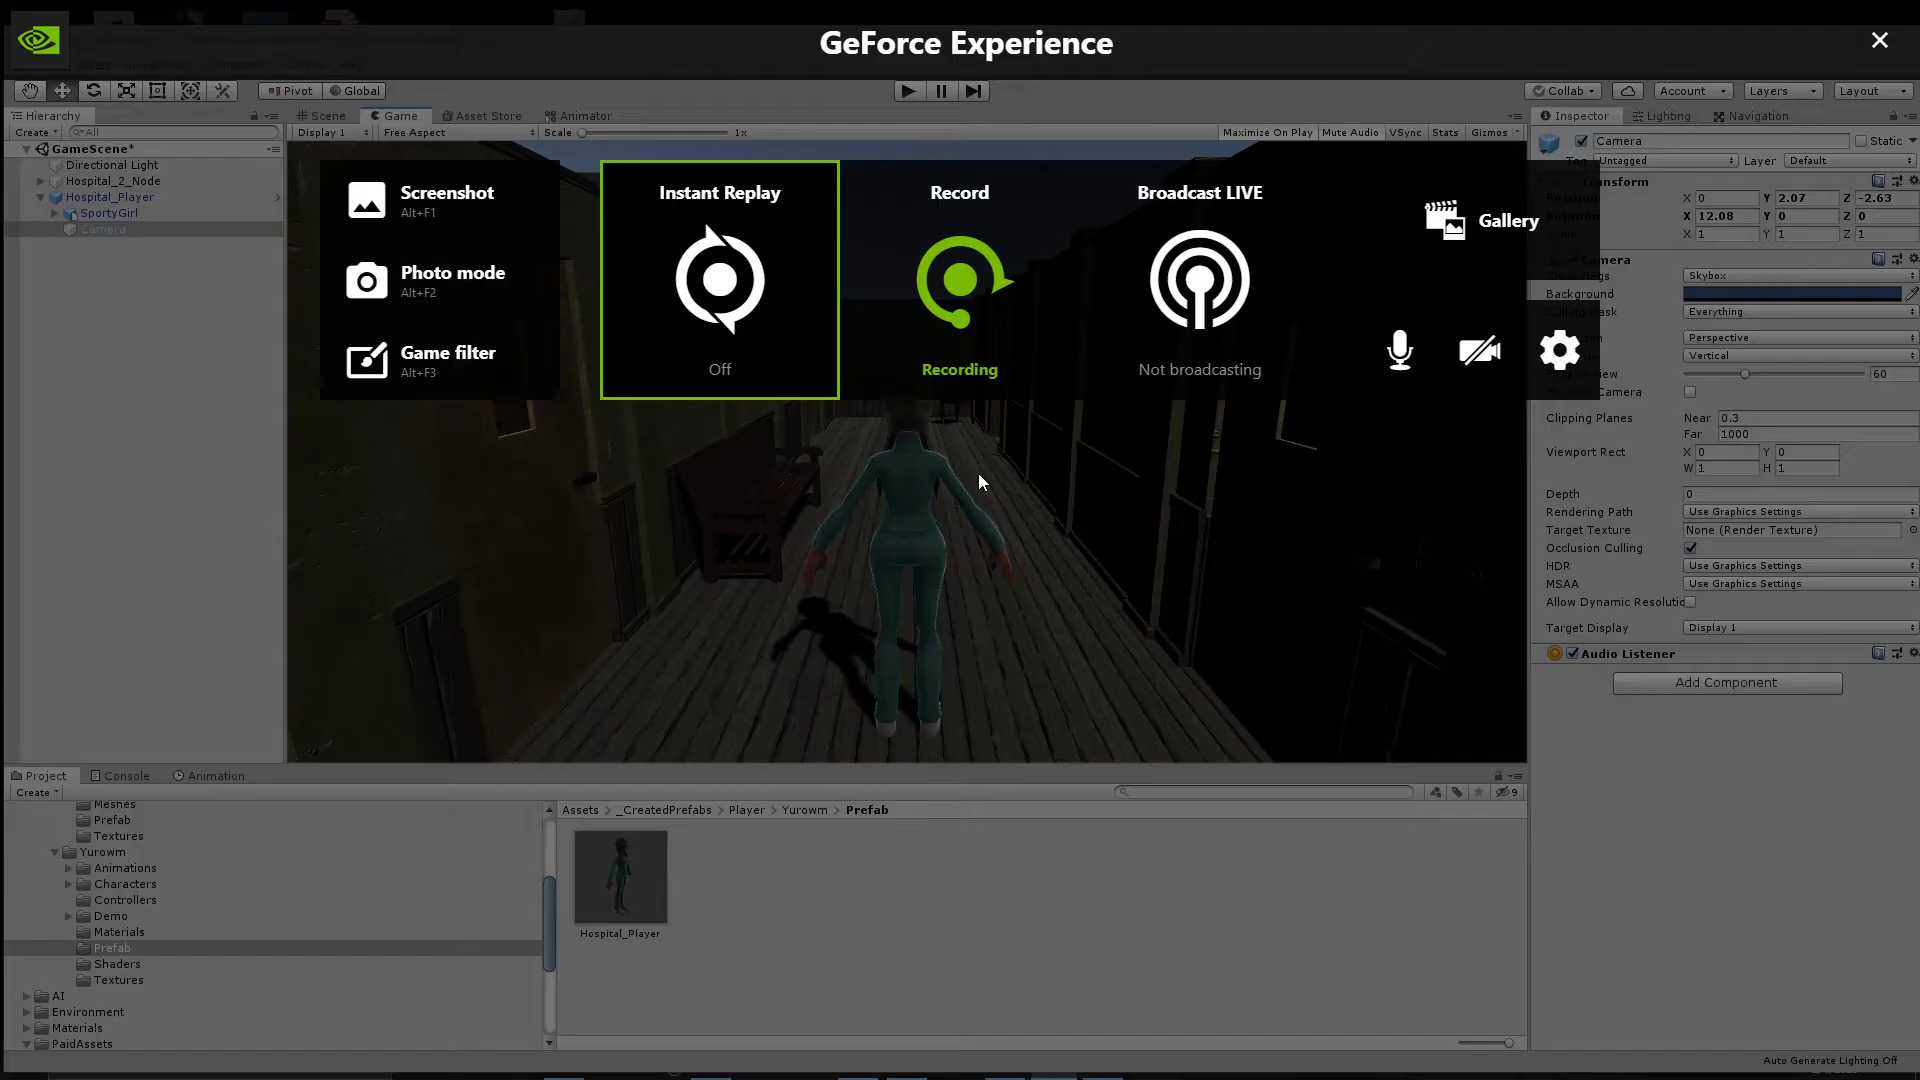 GeForce Experience
Pivot Global Collab Account Layers Layout
Hierarchy Scene Game Asset Store Animator Inspector Lighting Navigation
Create All Display 1 Free Aspect Scale 1x Maximize On Play Mute Audio VSync Stats Gizmos
Camera Static
GameScene*
Directional Light
Hospital_2_Node
Hospital_Player
SportyGirl
Camera
Screenshot
Alt+F1
Photo mode
Alt+F2
Game filter
Alt+F3
Instant Replay
Off
Record
Recording
Broadcast LIVE
Not broadcasting
Gallery
Untagged Layer Default
Transform
X 0 Y 2.07 Z -2.63
X 12.08 Y 0 Z 0
X 1 Y 1 Z 1
Camera
Skybox
Background
Everything
Perspective
Vertical
60
Clipping Planes Near 0.3
Far 1000
Viewport Rect X 0 Y 0
W 1 H 1
Depth 0
Rendering Path Use Graphics Settings
Target Texture None (Render Texture)
Occlusion Culling
HDR Use Graphics Settings
MSAA Use Graphics Settings
Allow Dynamic Resolutic
Target Display Display 1
Audio Listener
Add Component
Project Console Animation
Create 9
Meshes
Prefab
Textures
Yurowm
Animations
Characters
Controllers
Demo
Materials
Prefab
Shaders
Textures
AI
Environment
Materials
PaidAssets
Assets > _CreatedPrefabs > Player > Yurowm > Prefab
Hospital_Player
Auto Generate Lighting Off